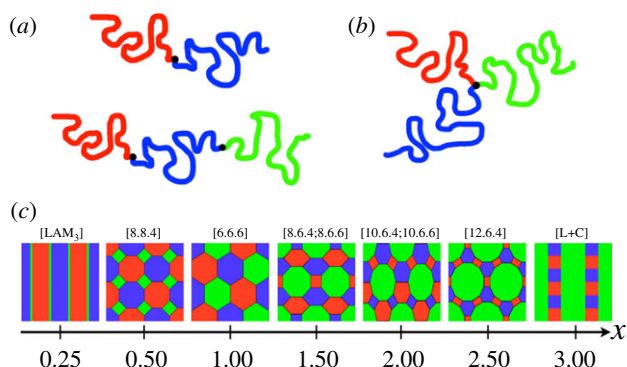 (a)
(b)
(c)
[LAM₃] [8.8.4] [6.6.6] [8.6.4;8.6.6] [10.6.4;10.6.6] [12.6.4] [L+C]
0.25 0.50 1.00 1.50 2.00 2.50 3.00 x